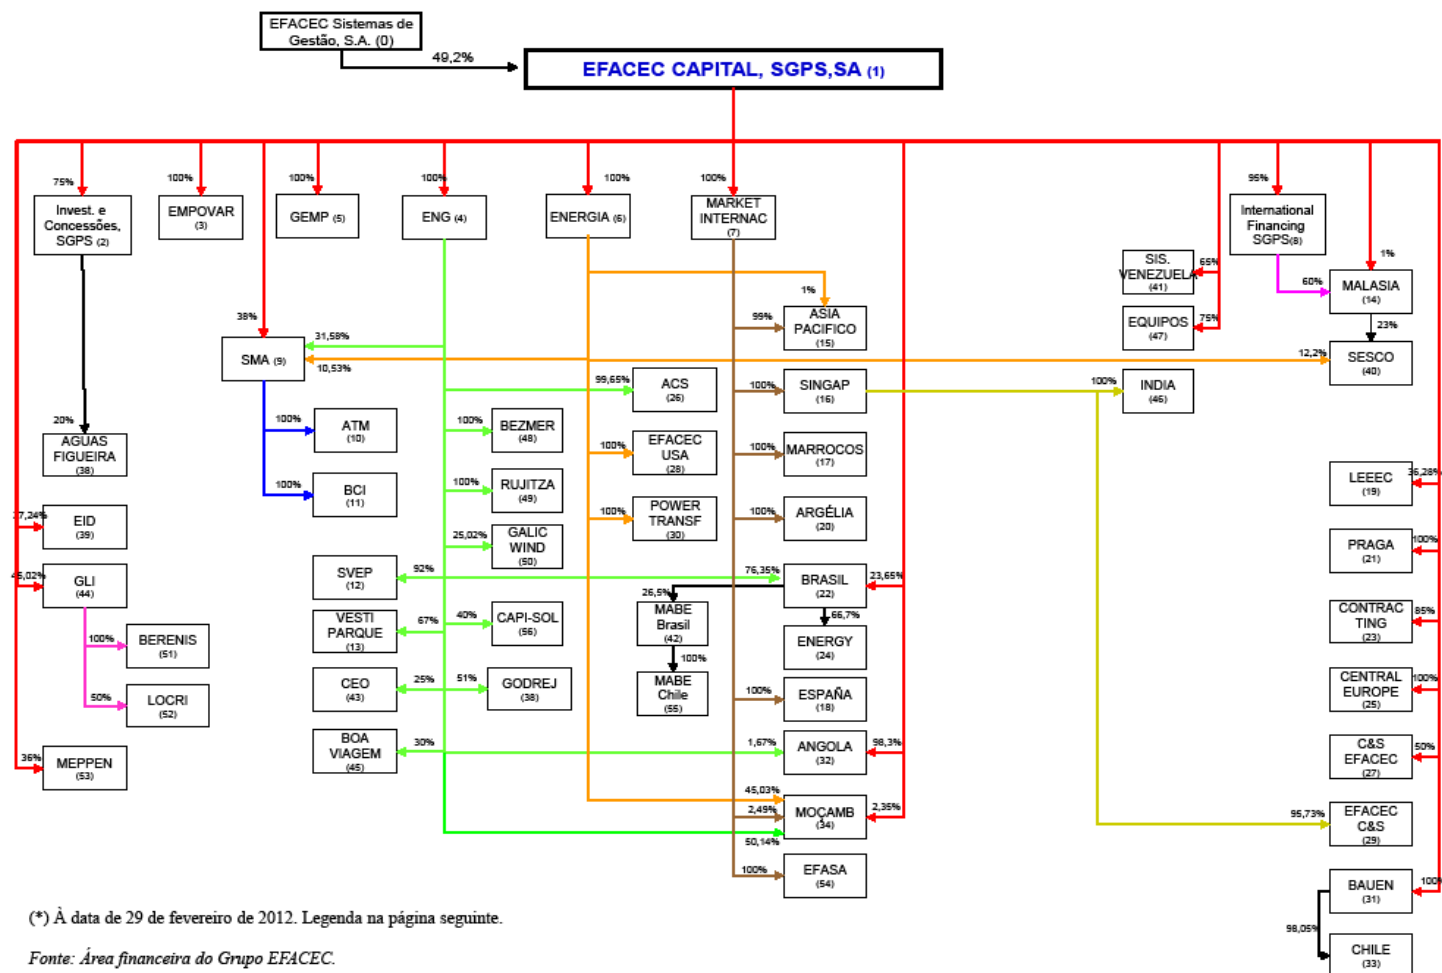 EFACEC Sistemas de
Gestão, S.A. (0)
49,2%
EFACEC CAPITAL, SGPS,SA (1)
75%
100%
100%
100%
100%
100%
95%
Invest. e
Concessões,
SGPS (2)
EMPOVAR
(3)
GEMP (5)
ENG (4)
ENERGIA (6)
MARKET
INTERNAC
(7)
International
Financing
SGPS(8)
SIS.
VENEZUELA
(41)
65%
1%
60%
MALASIA
(14)
1%
99%
ASIA
PACIFICO
(15)
EQUIPOS
(47)
75%
23%
38%
31,58%
SMA (9)
10,53%
12,2%
SESCO
(40)
99,65%
ACS
(26)
100%
SINGAP
(16)
100%
INDIA
(46)
20%
AGUAS
FIGUEIRA
(38)
100%
ATM
(10)
100%
BEZMER
(48)
100%
EFACEC
USA
(28)
100%
MARROCOS
(17)
100%
BCI
(11)
100%
RUJITZA
(49)
LEEEC
(19)
36,28%
EID
(39)
25,02%
GALIC
WIND
(50)
100%
POWER
TRANSF
(30)
100%
ARGÉLIA
(20)
PRAGA
(21)
100%
GLI
(44)
SVEP
(12)
92%
76,35%
BRASIL
(22)
23,65%
26,5%
66,7%
MABE
Brasil
(42)
VESTI
PARQUE
(13)
67%
40%
CAPI-SOL
(56)
CONTRAC
TING
(23)
85%
100%
BERENIS
(51)
ENERGY
(24)
100%
CEO
(43)
25%
51%
GODREJ
(38)
MABE
Chile
(55)
100%
ESPAÑA
(18)
CENTRAL
EUROPE
(25)
100%
50%
LOCRI
(52)
BOA
VIAGEM
(45)
30%
1,67%
ANGOLA
(32)
98,3%
C&S
EFACEC
(27)
50%
36%
MEPPEN
(53)
45,03%
2,49%
MOÇAMB
(34)
2,35%
50,14%
95,73%
EFACEC
C&S
(29)
100%
EFASA
(54)
BAUEN
(31)
100%
98,05%
CHILE
(33)
(*) À data de 29 de fevereiro de 2012. Legenda na página seguinte.
Fonte: Área financeira do Grupo EFACEC.